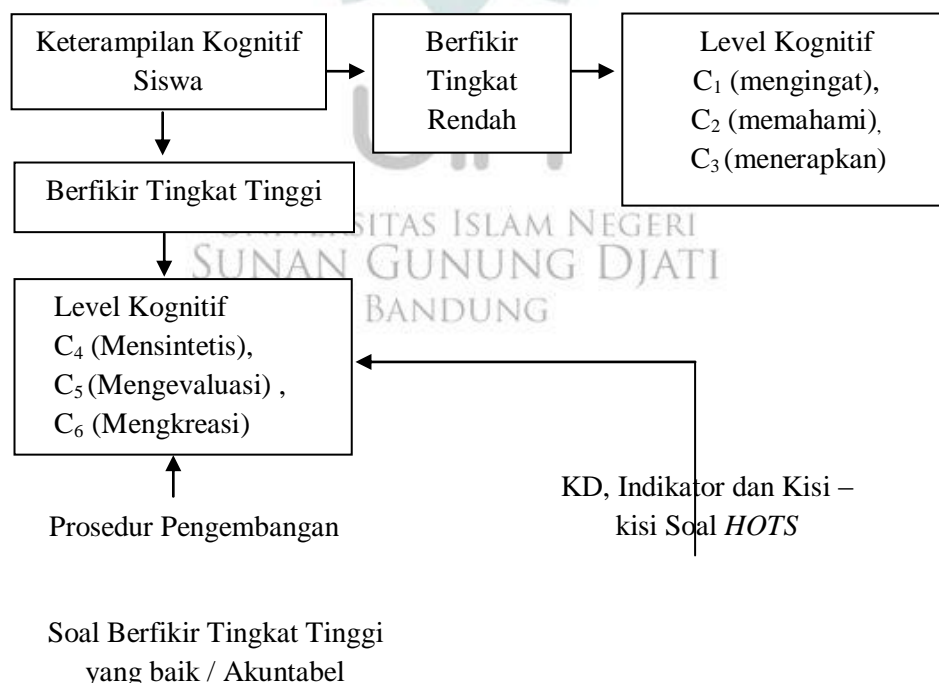 Keterampilan Kognitif
Siswa
Berfikir
Tingkat
Rendah
Level Kognitif
C₁ (mengingat),
C₂ (memahami),
C₃ (menerapkan)
Berfikir Tingkat Tinggi
UNIVERSITAS ISLAM NEGERI
SUNAN GUNUNG DJATI
BANDUNG
Level Kognitif
C₄ (Mensintetis),
C₅ (Mengevaluasi) ,
C₆ (Mengkreasi)
KD, Indikator dan Kisi –
kisi Soal HOTS
Prosedur Pengembangan
Soal Berfikir Tingkat Tinggi
yang baik / Akuntabel